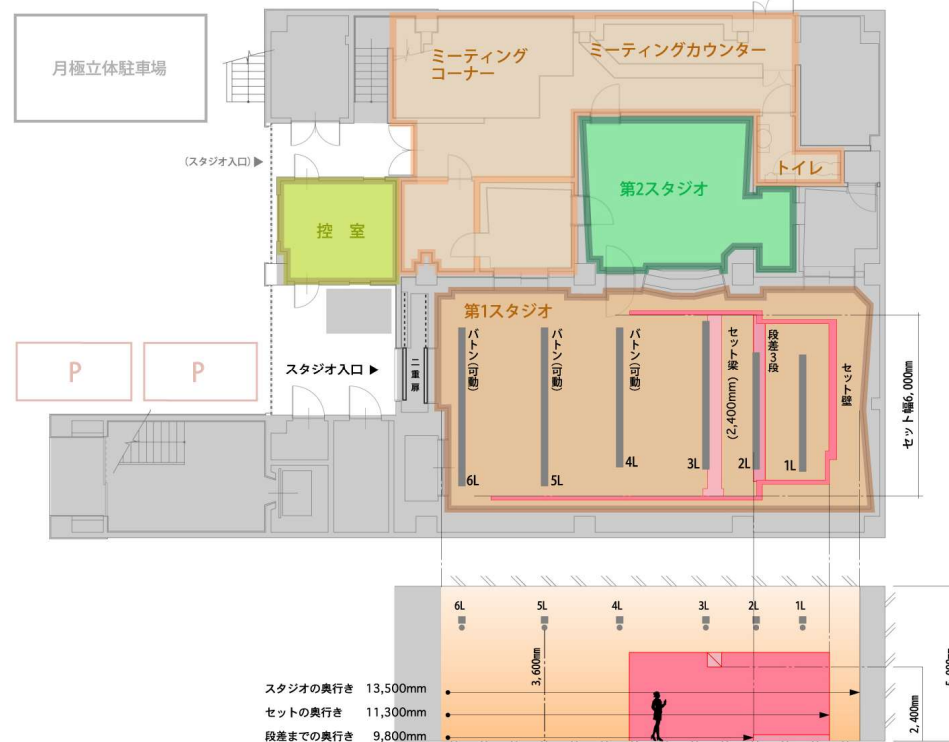 月極立体駐車場
ミーティング
コーナー
ミーティングカウンター
(スタジオ入口)▶
トイレ
第2スタジオ
控 室
第1スタジオ
P
P
スタジオ入口 ▶
二重扉
バトン(可動)
バトン(可動)
バトン(可動)
セット梁
(2,400mm)
段差3段
セット壁
セット幅6,000mm
6L
5L
4L
3L
2L
1L
6L
5L
4L
3L
2L
1L
3,600mm
スタジオの奥行き 13,500mm
セットの奥行き 11,300mm
段差までの奥行き 9,800mm
2,400mm